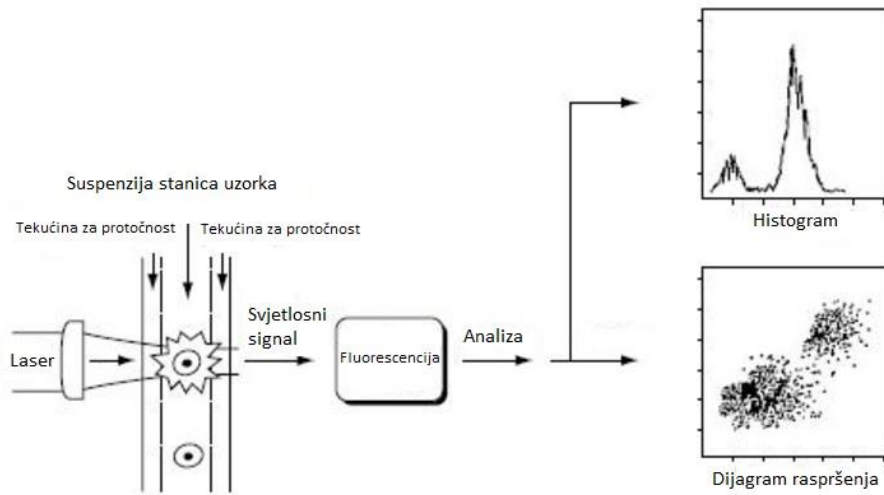 Suspenzija stanica uzorka
Tekućina za protočnost
Tekućina za protočnost
Laser
Svjetlosni
signal
Fluorescencija
Analiza
Histogram
Dijagram raspršenja